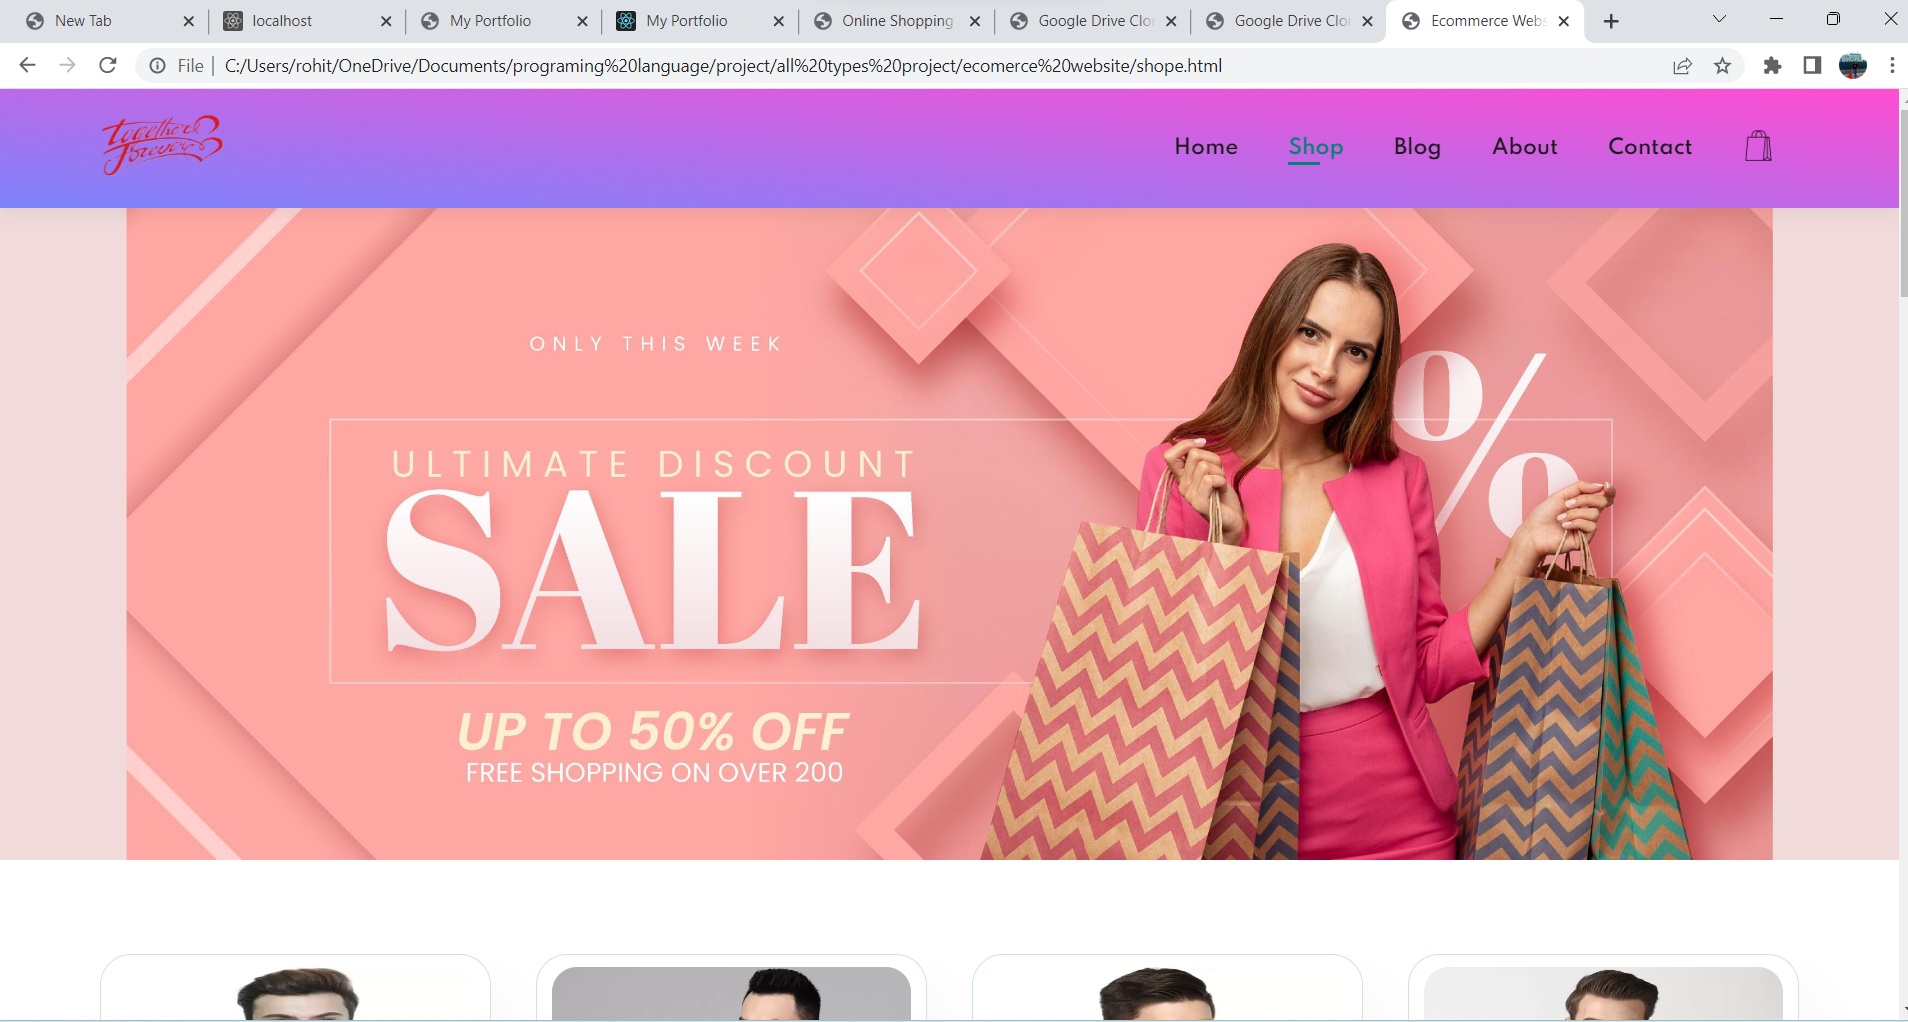 New Tab
localhost
My Portfolio
My Portfolio
Online Shopping
Google Drive Clo
Google Drive Clo
Ecommerce Webs
File
C:/Users/rohit/OneDrive/Documents/programing%20language/project/all%20types%20project/ecomerce%20website/shope.html
together
forever
Home
Shop
Blog
About
Contact
ONLY THIS WEEK
ULTIMATE DISCOUNT
SALE
%
UP TO 50% OFF
FREE SHOPPING ON OVER 200